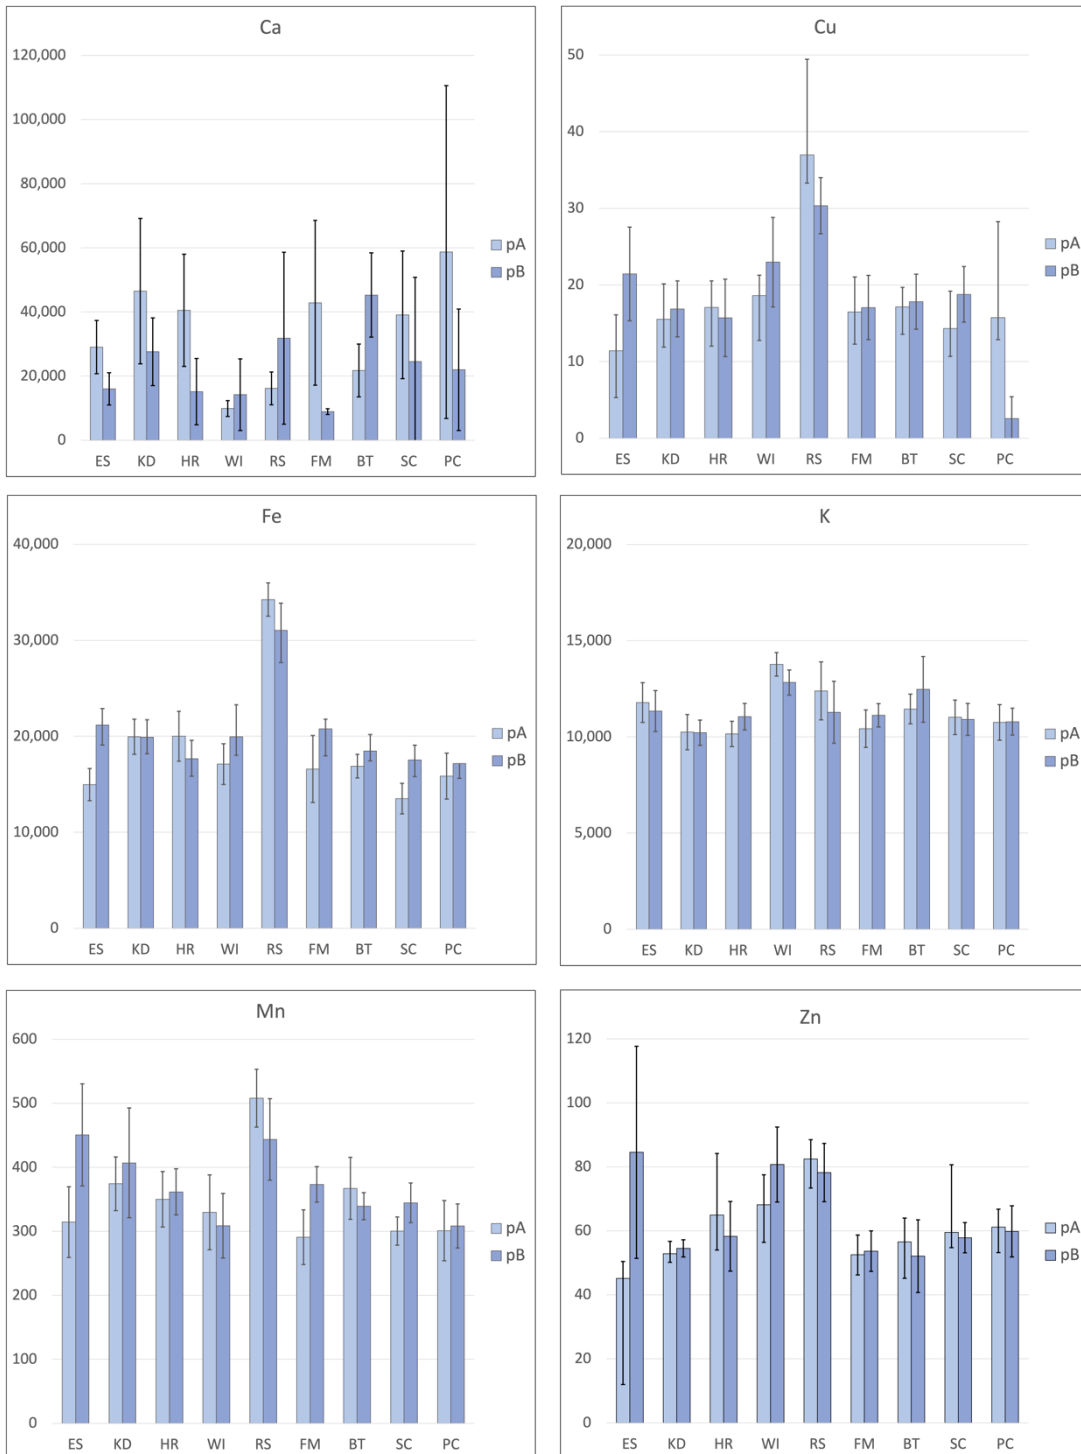 Ca
120,000
100,000
80,000
60,000
40,000
20,000
0
ES KD HR WI RS FM BT SC PC
pA
pB
Cu
50
40
30
20
10
0
ES KD HR WI RS FM BT SC PC
pA
pB
Fe
40,000
30,000
20,000
10,000
0
ES KD HR WI RS FM BT SC PC
pA
pB
K
20,000
15,000
10,000
5,000
0
ES KD HR WI RS FM BT SC PC
pA
pB
Mn
600
500
400
300
200
100
0
ES KD HR WI RS FM BT SC PC
pA
pB
Zn
120
100
80
60
40
20
0
ES KD HR WI RS FM BT SC PC
pA
pB